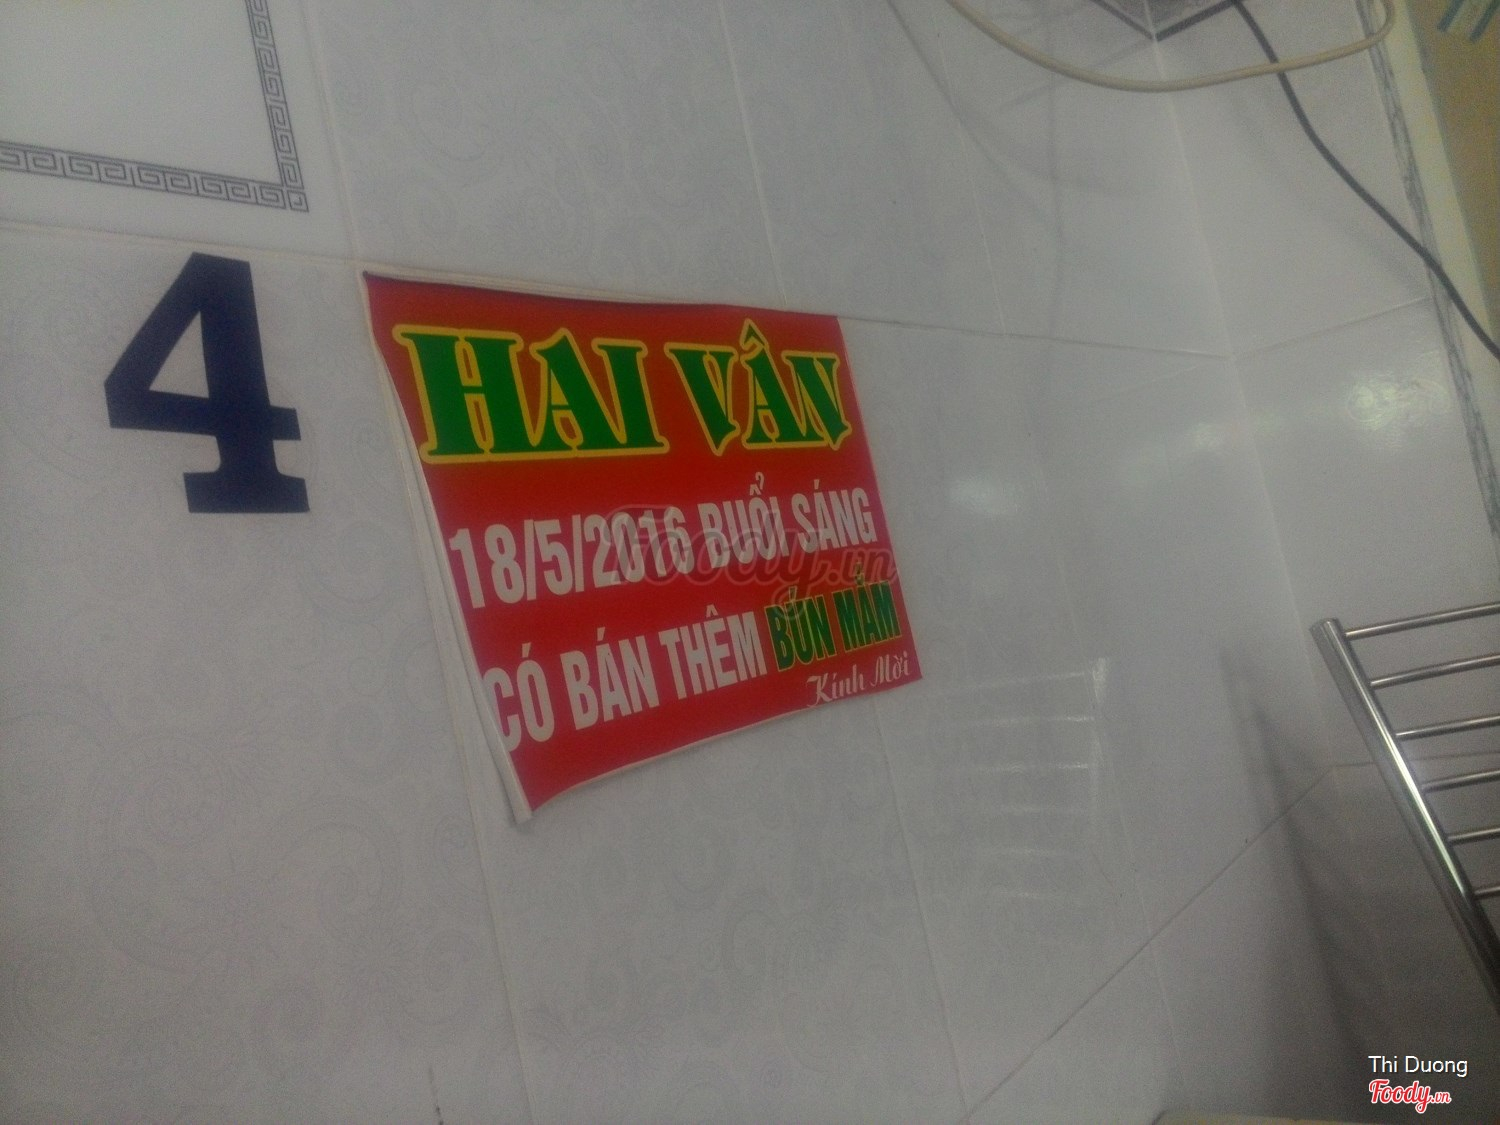 4
HAI VÂN
18/5/2016 BUỔI SÁNG
CÓ BÁN THÊM BÚN MẮM
Kính Mời
Foody.vn
Thi Duong
Foody.vn